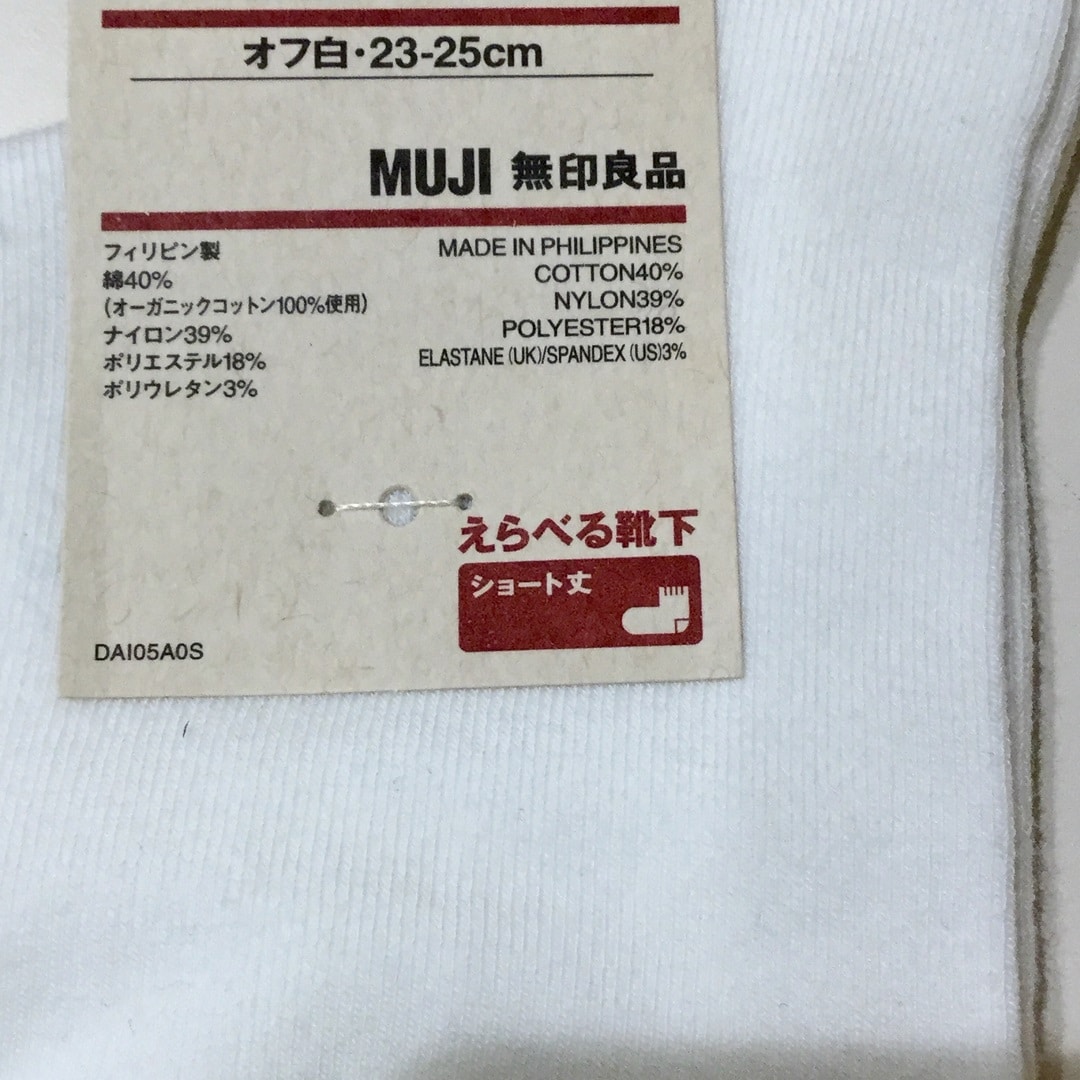 オフ白・23-25cm
MUJI 無印良品
フィリピン製
綿40%
(オーガニックコットン100%使用)
ナイロン39%
ポリエステル18%
ポリウレタン3%
MADE IN PHILIPPINES
COTTON40%
NYLON39%
POLYESTER18%
ELASTANE (UK)/SPANDEX (US)3%
えらべる靴下
ショート丈
DAI05A0S